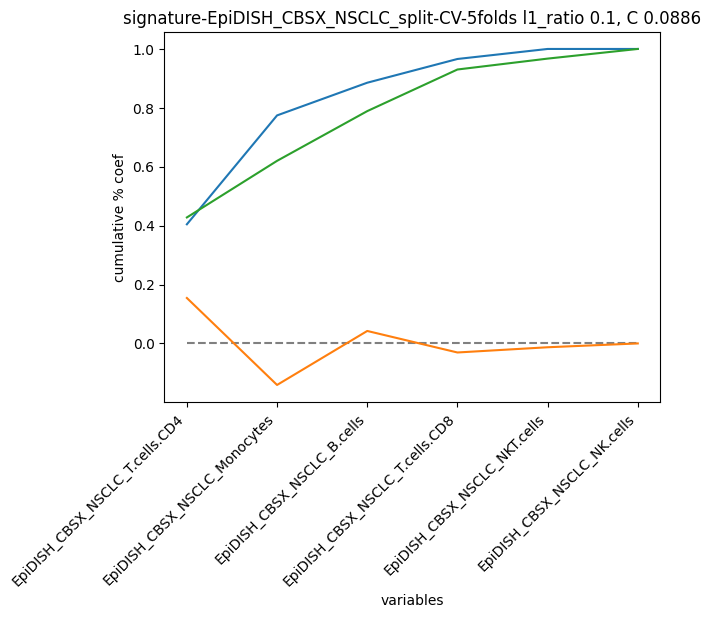 signature-EpiDISH_CBSX_NSCLC_split-CV-5folds l1_ratio 0.1, C 0.0886
cumulative % coef
1.0
0.8
0.6
0.4
0.2
0.0
EpiDISH_CBSX_NSCLC_T.cells.CD4
EpiDISH_CBSX_NSCLC_Monocytes
EpiDISH_CBSX_NSCLC_B.cells
EpiDISH_CBSX_NSCLC_T.cells.CD8
EpiDISH_CBSX_NSCLC_NKT.cells
EpiDISH_CBSX_NSCLC_NK.cells
variables